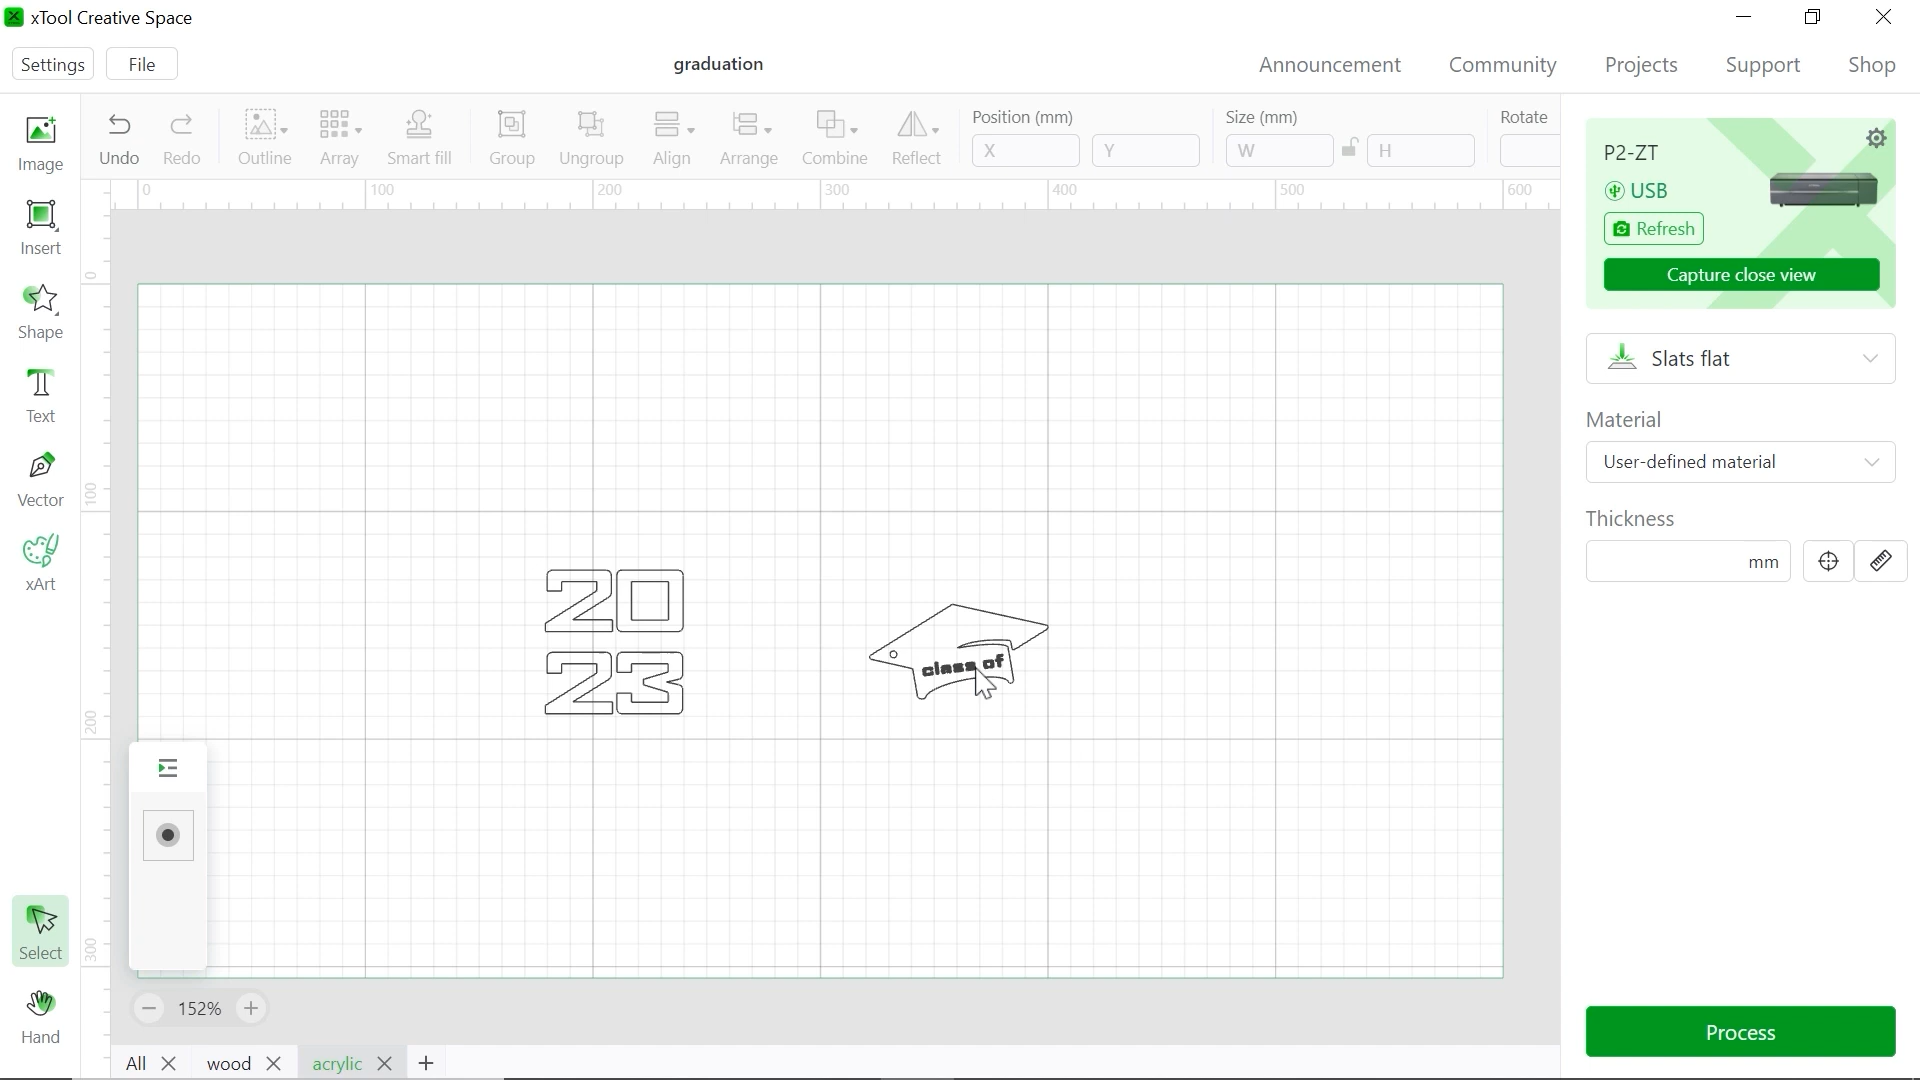 xTool Creative Space
Settings
File
graduation
Announcement
Community
Projects
Support
Shop
Image
Insert
Shape
Text
Vector
xArt
Select
Hand
Undo
Redo
Outline
Array
Smart fill
Group
Ungroup
Align
Arrange
Combine
Reflect
Position (mm)
X
Y
Size (mm)
W
H
Rotate
0 100 200 300 400 500 600
0
100
200
300
20
23
class of
152%
All
wood
acrylic
P2-ZT
USB
Refresh
Capture close view
Slats flat
Material
User-defined material
Thickness
mm
Process